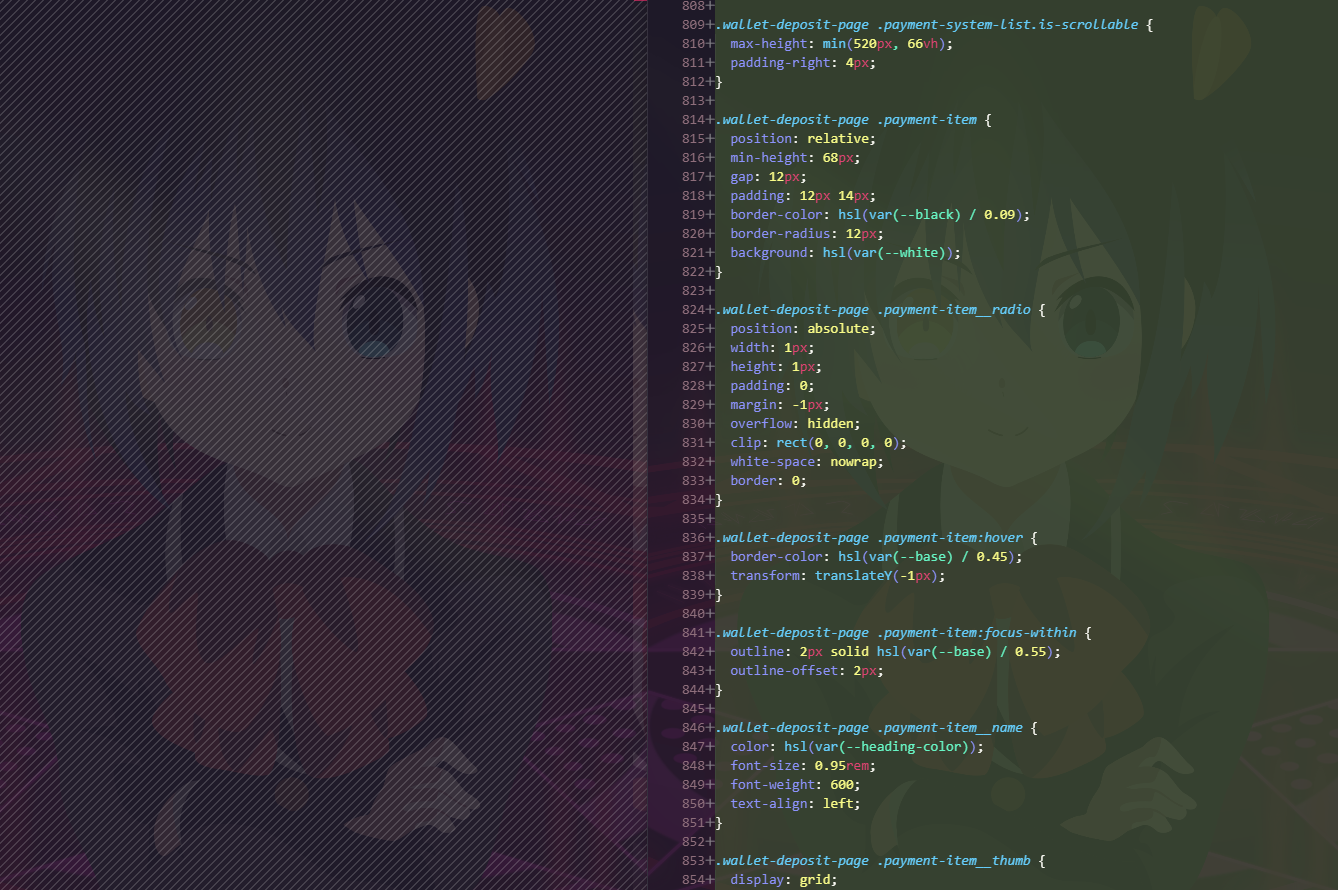 808+
809+.wallet-deposit-page .payment-system-list.is-scrollable {
810+  max-height: min(520px, 66vh);
811+  padding-right: 4px;
812+}
813+
814+.wallet-deposit-page .payment-item {
815+  position: relative;
816+  min-height: 68px;
817+  gap: 12px;
818+  padding: 12px 14px;
819+  border-color: hsl(var(--black) / 0.09);
820+  border-radius: 12px;
821+  background: hsl(var(--white));
822+}
823+
824+.wallet-deposit-page .payment-item__radio {
825+  position: absolute;
826+  width: 1px;
827+  height: 1px;
828+  padding: 0;
829+  margin: -1px;
830+  overflow: hidden;
831+  clip: rect(0, 0, 0, 0);
832+  white-space: nowrap;
833+  border: 0;
834+}
835+
836+.wallet-deposit-page .payment-item:hover {
837+  border-color: hsl(var(--base) / 0.45);
838+  transform: translateY(-1px);
839+}
840+
841+.wallet-deposit-page .payment-item:focus-within {
842+  outline: 2px solid hsl(var(--base) / 0.55);
843+  outline-offset: 2px;
844+}
845+
846+.wallet-deposit-page .payment-item__name {
847+  color: hsl(var(--heading-color));
848+  font-size: 0.95rem;
849+  font-weight: 600;
850+  text-align: left;
851+}
852+
853+.wallet-deposit-page .payment-item__thumb {
854+  display: grid;